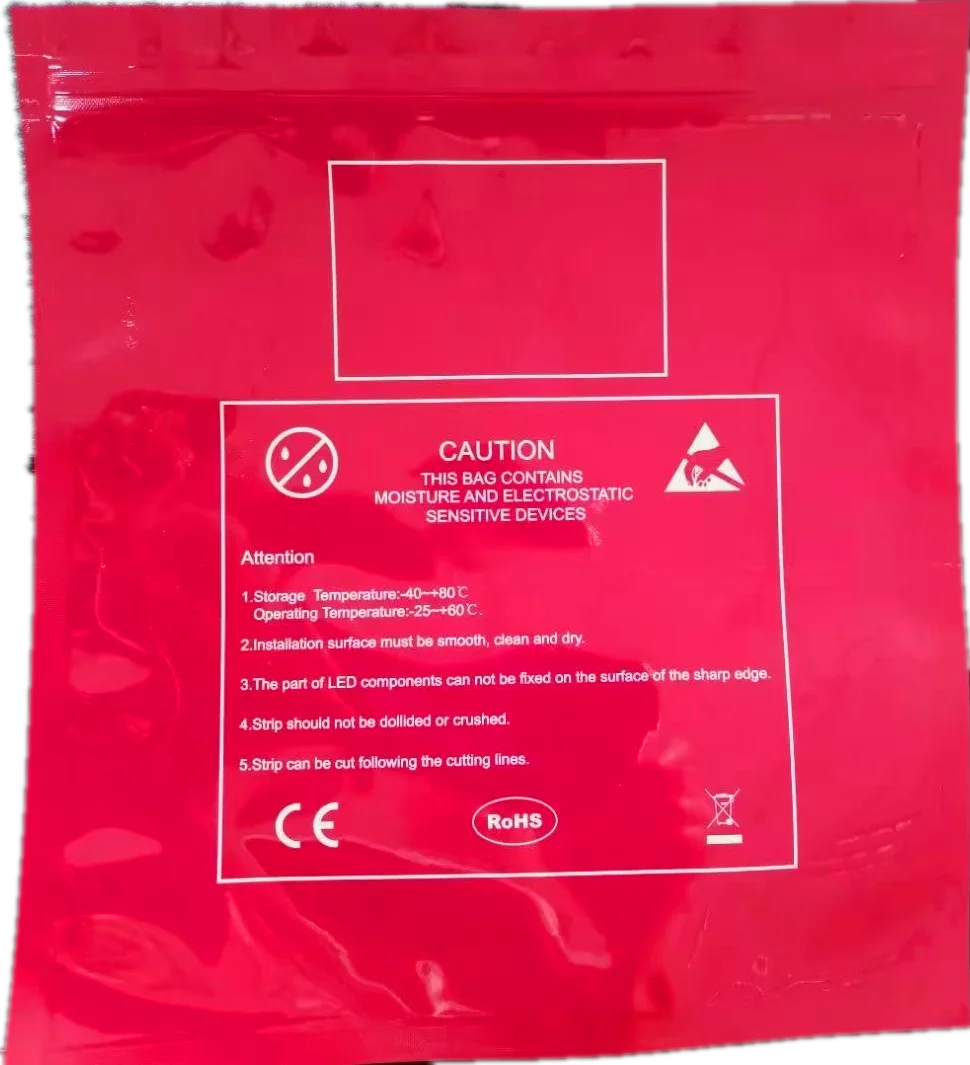 CAUTION
THIS BAG CONTAINS
MOISTURE AND ELECTROSTATIC
SENSITIVE DEVICES
Attention
1.Storage  Temperature:-40~+80℃
Operating Temperature:-25~+60℃.
2.Installation surface must be smooth, clean and dry.
3.The part of LED components can not be fixed on the surface of the sharp edge.
4.Strip should not be dollided or crushed.
5.Strip can be cut following the cutting lines.
CE
RoHS